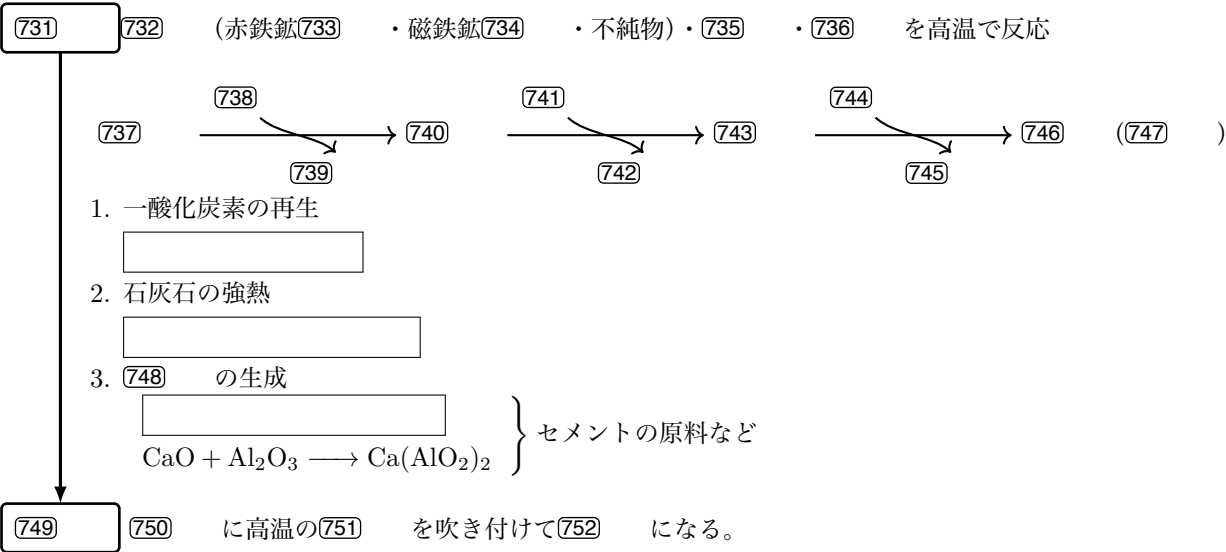 731 732 (赤鉄鉱733 ・磁鉄鉱734 ・不純物)・735 ・736 を高温で反応
738 741 744
737 740 743 746 (747 )
739 742 745
1. 一酸化炭素の再生
2. 石灰石の強熱
3. 748 の生成
セメントの原料など
CaO + Al₂O₃ ⟶ Ca(AlO₂)₂
749 750 に高温の751 を吹き付けて752 になる。